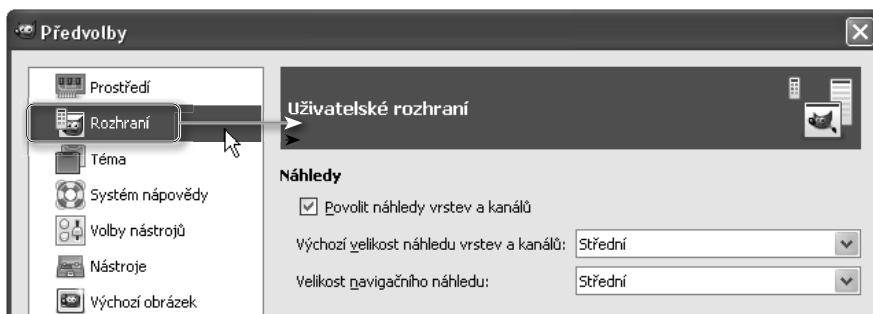 Předvolby
Prostředí
Rozhraní
Téma
Systém nápovědy
Volby nástrojů
Nástroje
Výchozí obrázek
Uživatelské rozhraní
Náhledy
Povolit náhledy vrstev a kanálů
Výchozí velikost náhledu vrstev a kanálů: Střední
Velikost navigačního náhledu: Střední